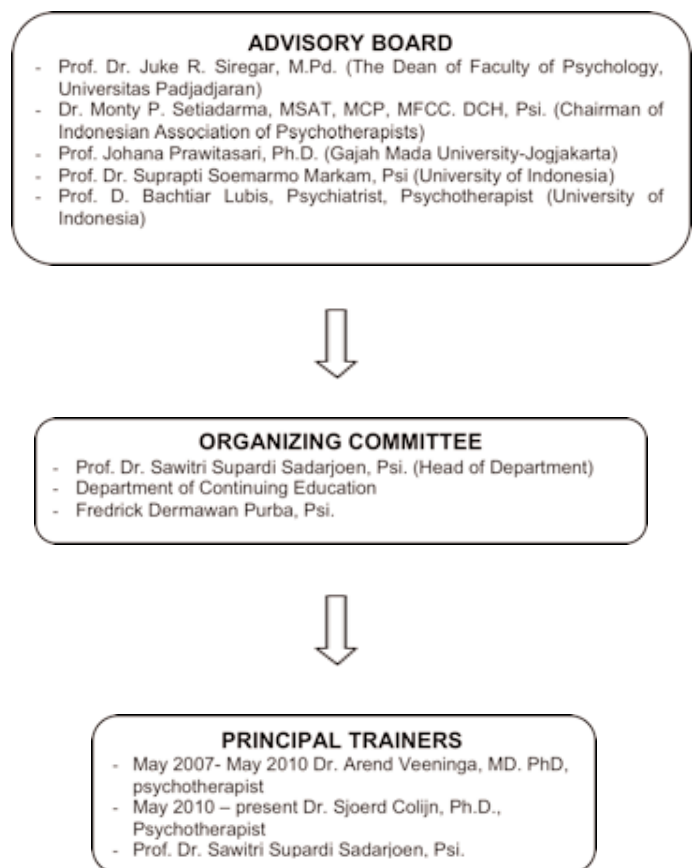 ADVISORY BOARD
- Prof. Dr. Juke R. Siregar, M.Pd. (The Dean of Faculty of Psychology,
Universitas Padjadjaran)
- Dr. Monty P. Setiadarma, MSAT, MCP, MFCC. DCH, Psi. (Chairman of
Indonesian Association of Psychotherapists)
- Prof. Johana Prawitasari, Ph.D. (Gajah Mada University-Jogjakarta)
- Prof. Dr. Suprapti Soemarmo Markam, Psi (University of Indonesia)
- Prof. D. Bachtiar Lubis, Psychiatrist, Psychotherapist (University of
Indonesia)
ORGANIZING COMMITTEE
- Prof. Dr. Sawitri Supardi Sadarjoen, Psi. (Head of Department)
- Department of Continuing Education
- Fredrick Dermawan Purba, Psi.
PRINCIPAL TRAINERS
- May 2007- May 2010 Dr. Arend Veeninga, MD. PhD,
psychotherapist
- May 2010 – present Dr. Sjoerd Colijn, Ph.D.,
Psychotherapist
- Prof. Dr. Sawitri Supardi Sadarjoen, Psi.